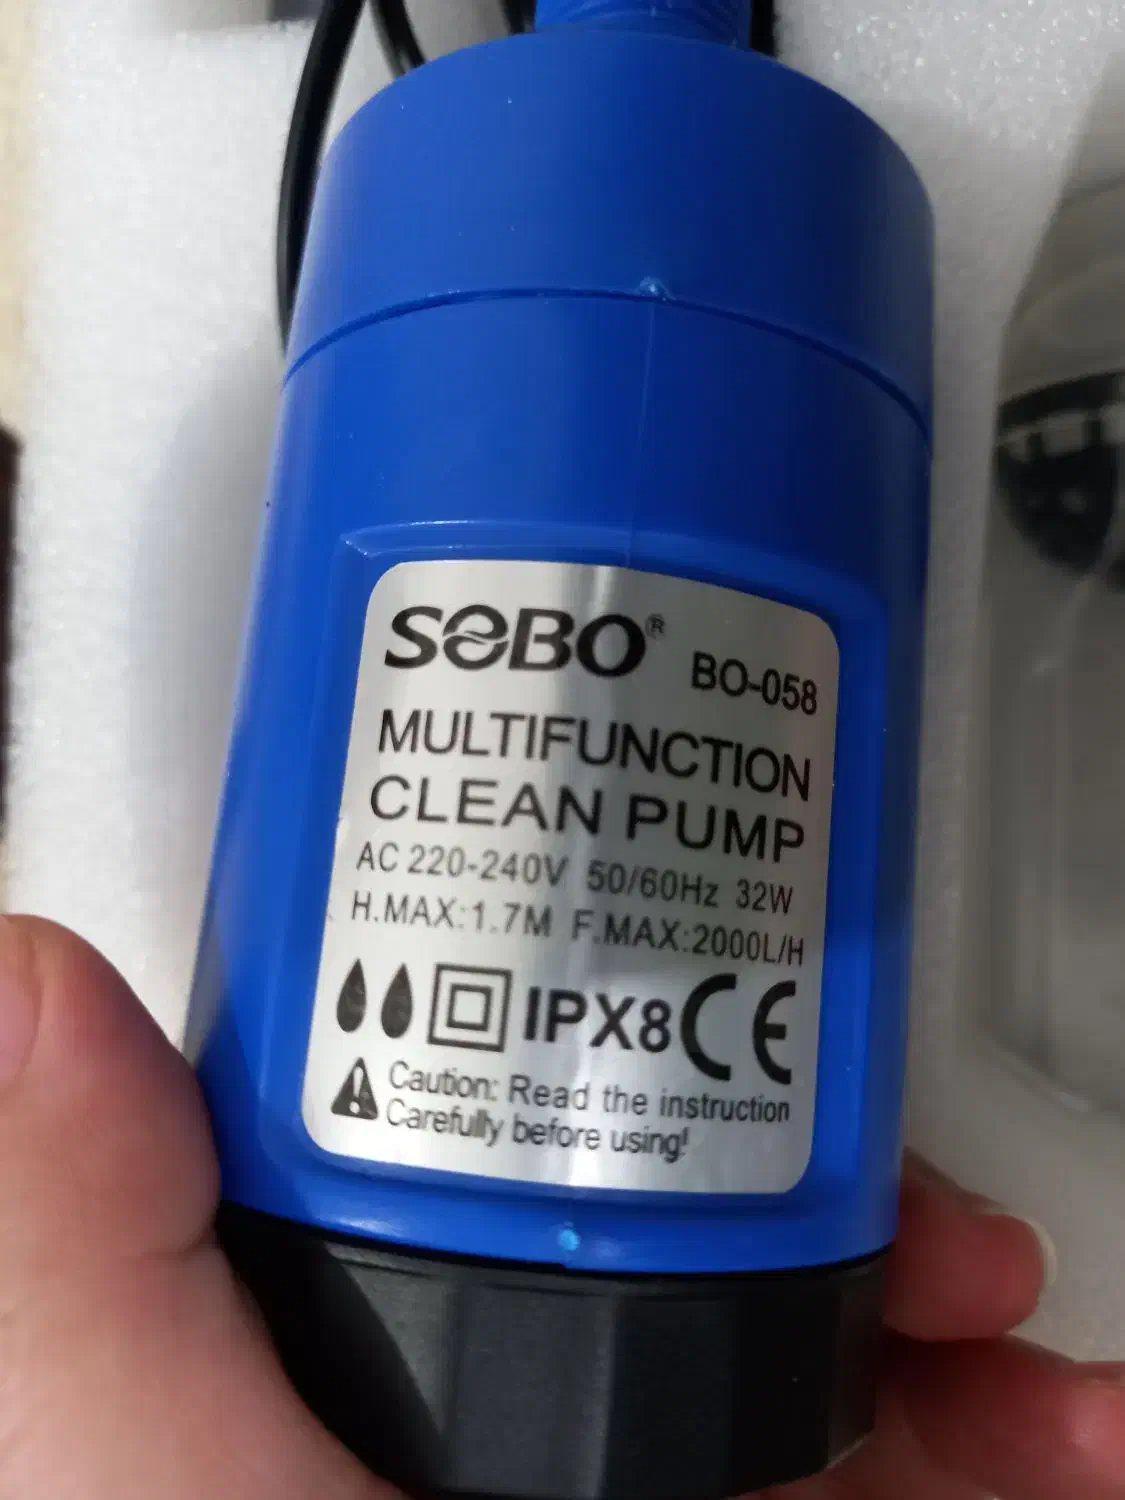 SOBO® BO-058
MULTIFUNCTION
CLEAN PUMP
AC 220-240V 50/60Hz 32W
H.MAX:1.7M F.MAX:2000L/H
IPX8 CE
Caution: Read the instruction
Carefully before using!